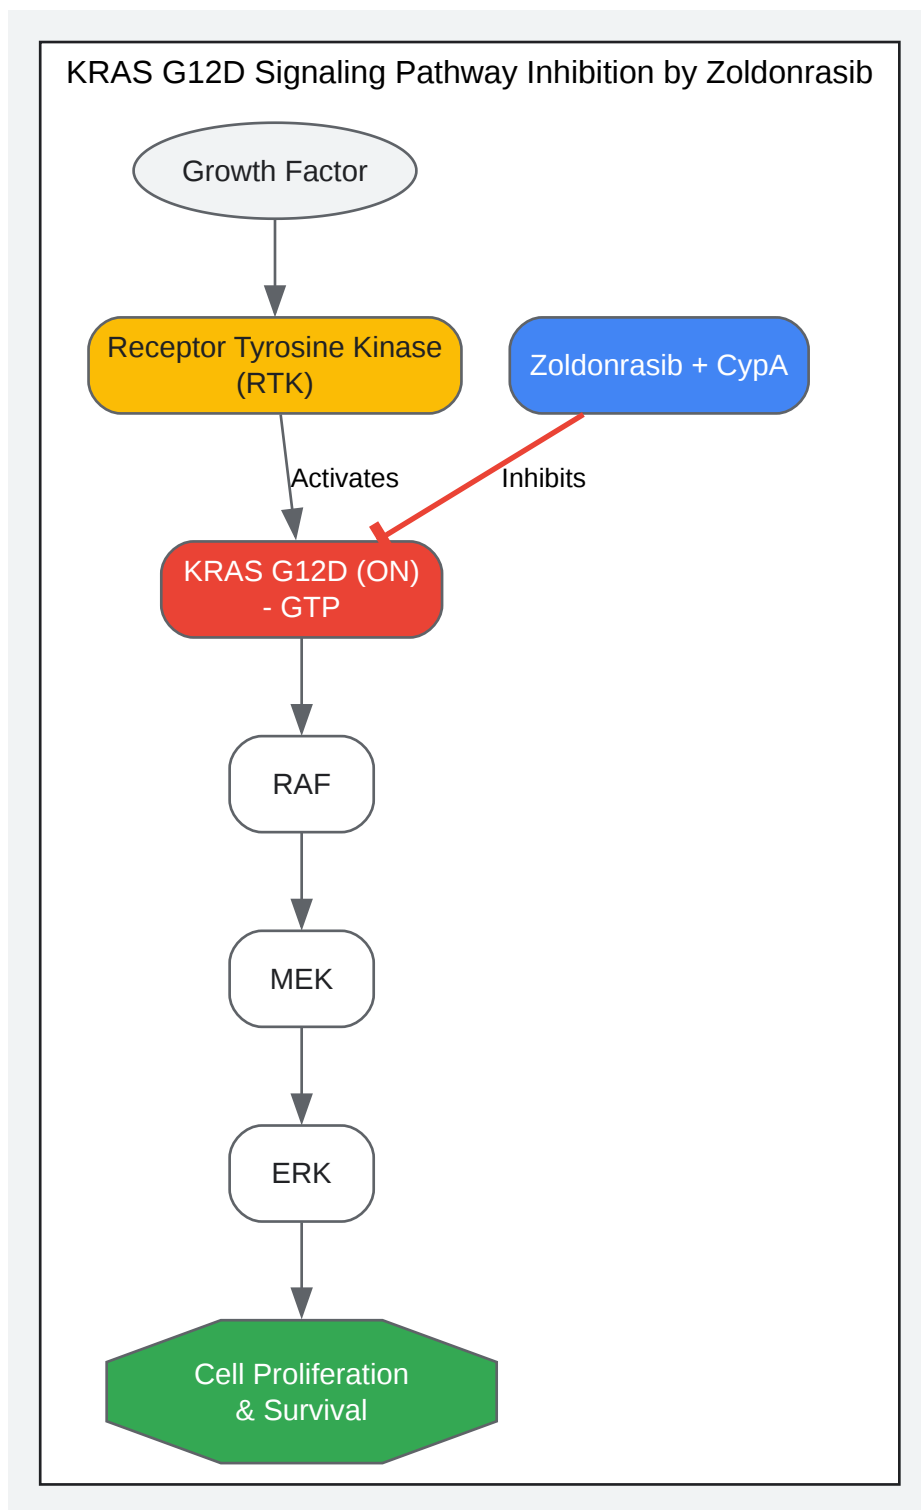 KRAS G12D Signaling Pathway Inhibition by Zoldonrasib
Growth Factor
Receptor Tyrosine Kinase
(RTK)
Zoldonrasib + CypA
Activates
Inhibits
KRAS G12D (ON)
- GTP
RAF
MEK
ERK
Cell Proliferation
& Survival